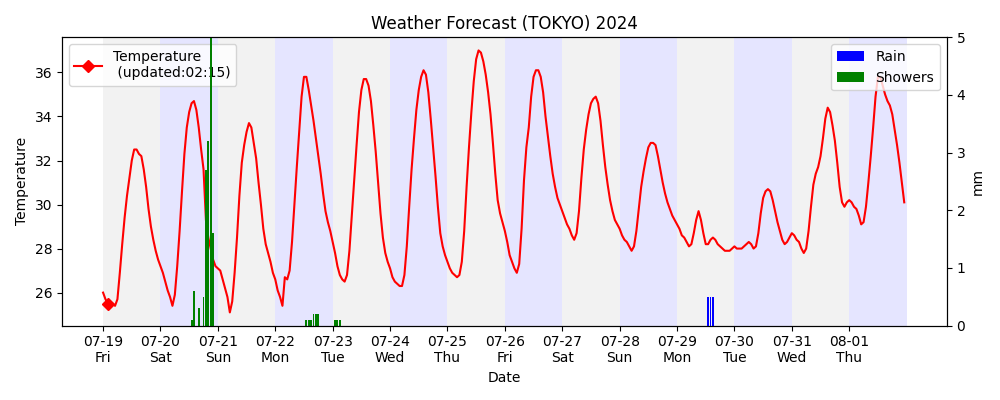 Weather Forecast (TOKYO) 2024
Temperature
(updated:02:15)
Rain
Showers
Temperature
36
34
32
30
28
26
5
4
3
2
1
0
mm
07-19 07-20 07-21 07-22 07-23 07-24 07-25 07-26 07-27 07-28 07-29 07-30 07-31 08-01
Fri Sat Sun Mon Tue Wed Thu Fri Sat Sun Mon Tue Wed Thu
Date